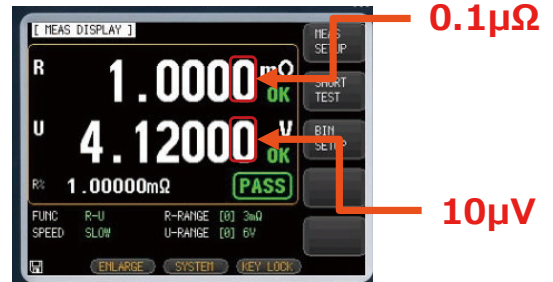 0.1µΩ
[ MEAS DISPLAY ]
MEAS SETUP
R 1.0000 mΩ OK
SHORT TEST
U 4.12000 V OK
BIN SETUP
R% 1.00000mΩ PASS
10µV
FUNC R-U R-RANGE [0] 3mΩ
SPEED SLOW U-RANGE [0] 6V
ENLARGE SYSTEM KEY LOCK